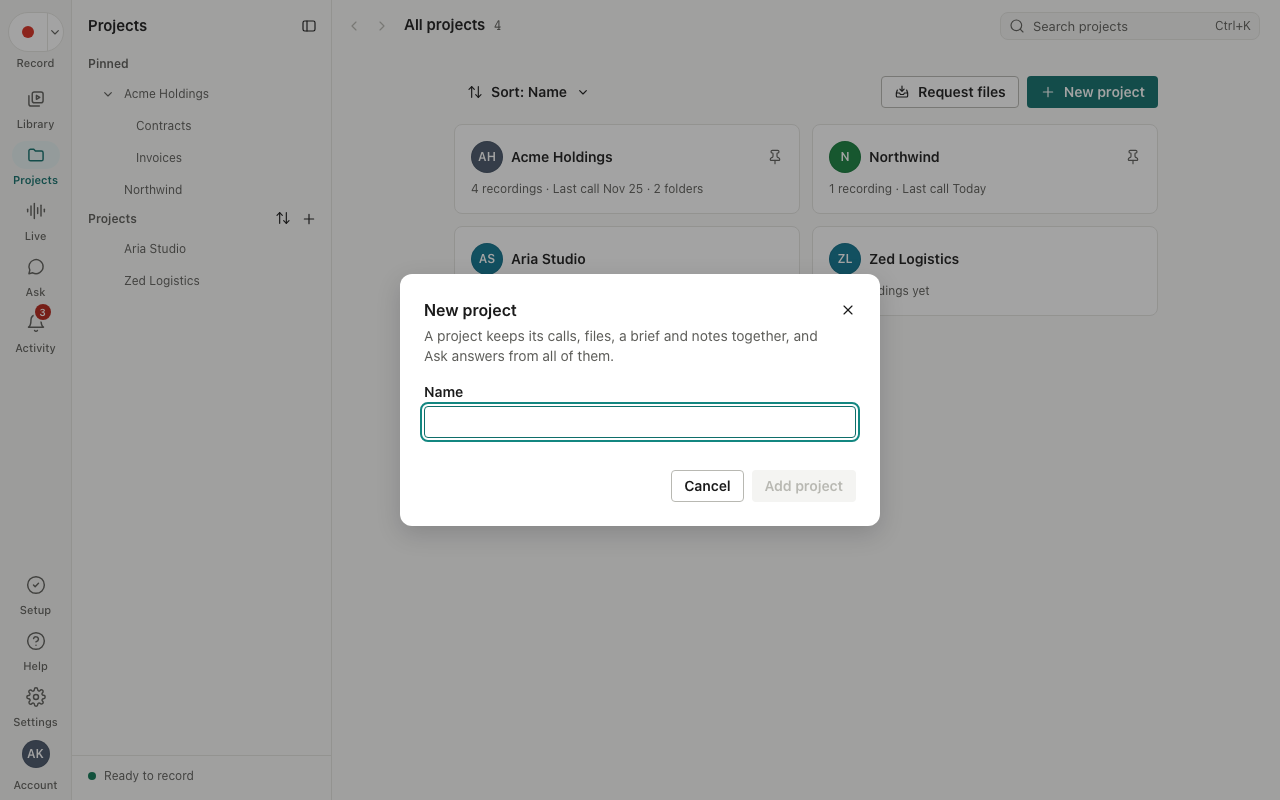 Record
Library
Projects
Live
Ask
3
Activity
Setup
Help
Settings
AK
Account
Projects
Pinned
Acme Holdings
Contracts
Invoices
Northwind
Projects
Aria Studio
Zed Logistics
Ready to record
All projects 4
Search projects Ctrl+K
Sort: Name
Request files
New project
AH Acme Holdings
4 recordings · Last call Nov 25 · 2 folders
N Northwind
1 recording · Last call Today
AS Aria Studio
ZL Zed Logistics
yet
New project
A project keeps its calls, files, a brief and notes together, and
Ask answers from all of them.
Name
Cancel
Add project